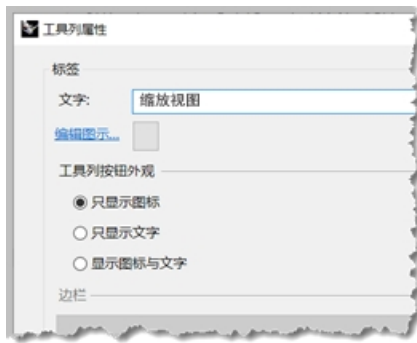 工具列属性
标签
文字: 缩放视图
编辑图示...
工具列按钮外观
只显示图标
只显示文字
显示图标与文字
边栏